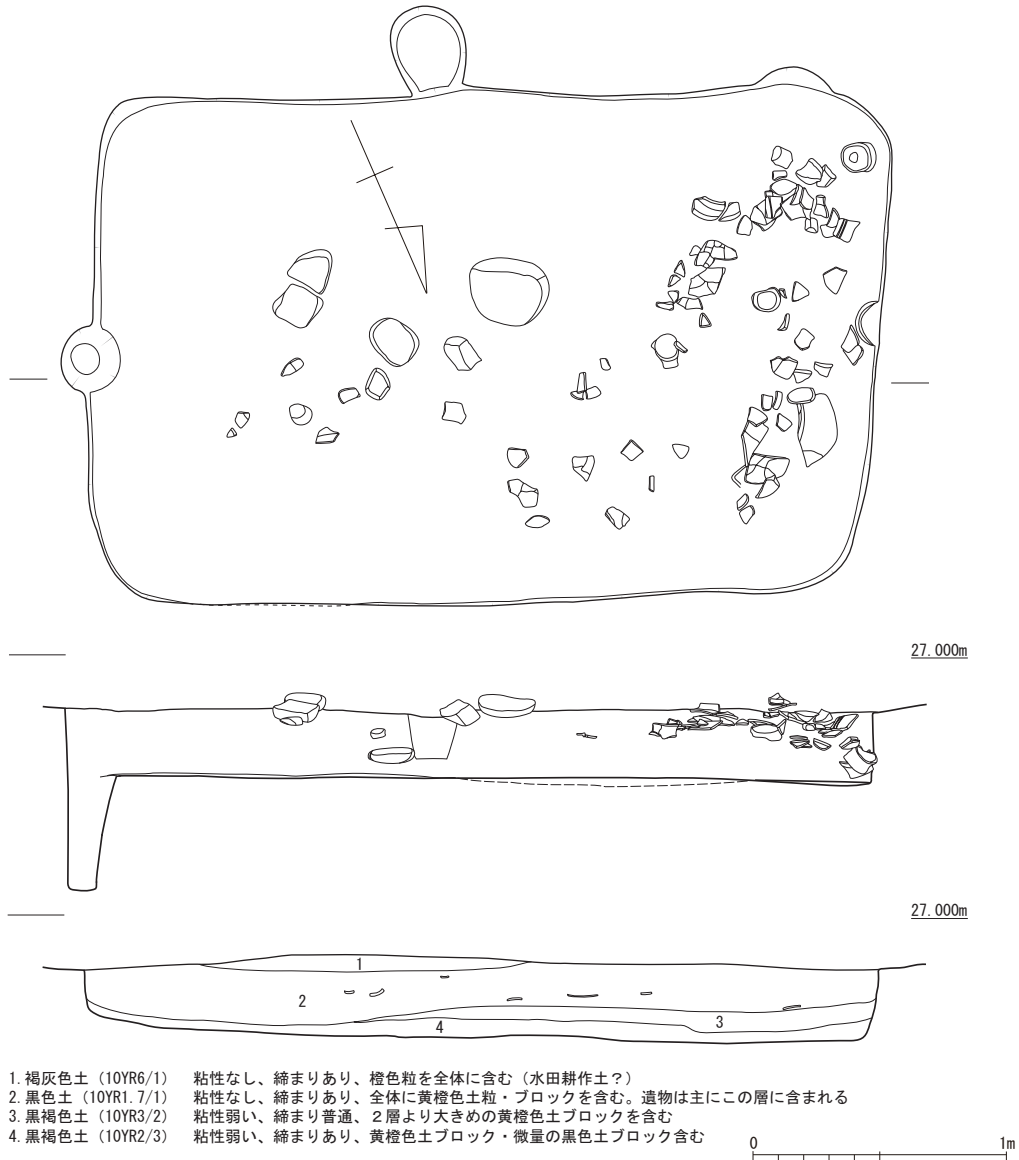 27.000m
27.000m
1
2
3
4
1. 褐灰色土（10YR6/1）　粘性なし、締まりあり、橙色粒を全体に含む（水田耕作土？）
2. 黒色土（10YR1.7/1）　粘性なし、締まりあり、全体に黄橙色土粒・ブロックを含む。遺物は主にこの層に含まれる
3. 黒褐色土（10YR3/2）　粘性弱い、締まり普通、２層より大きめの黄橙色土ブロックを含む
4. 黒褐色土（10YR2/3）　粘性弱い、締まりあり、黄橙色土ブロック・微量の黒色土ブロック含む
0　1m